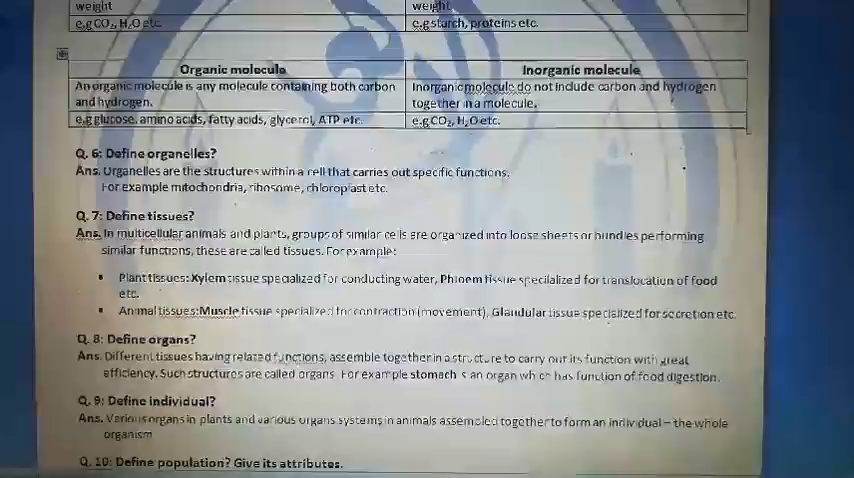 weight
weight
e.g CO₂, H₂O etc.
e.g starch, proteins etc.
Organic molecule
Inorganic molecule
An organic molecule is any molecule containing both carbon and hydrogen.
Inorganic molecule do not include carbon and hydrogen together in a molecule.
e.g glucose, amino acids, fatty acids, glycerol, ATP etc.
e.g CO₂, H₂O etc.
Q. 6: Define organelles?
Ans. Organelles are the structures within a cell that carries out specific functions.
For example mitochondria, ribosome, chloroplast etc.
Q. 7: Define tissues?
Ans. In multicellular animals and plants, groups of similar cells are organized into loose sheets or bundles performing
similar functions, these are called tissues. For example:
• Plant tissues: Xylem tissue specialized for conducting water, Phloem tissue specilalized for translocation of food
etc.
• Animal tissues: Muscle tissue specialized for contraction (movement), Glandular tissue specialized for secretion etc.
Q. 8: Define organs?
Ans. Different tissues having related functions, assemble together in a structure to carry out its function with great
efficiency. Such structures are called organs. For example stomach is an organ which has function of food digestion.
Q. 9: Define individual?
Ans. Various organs in plants and various organs systems in animals assembled together to form an individual – the whole
organism
Q. 10: Define population? Give its attributes.